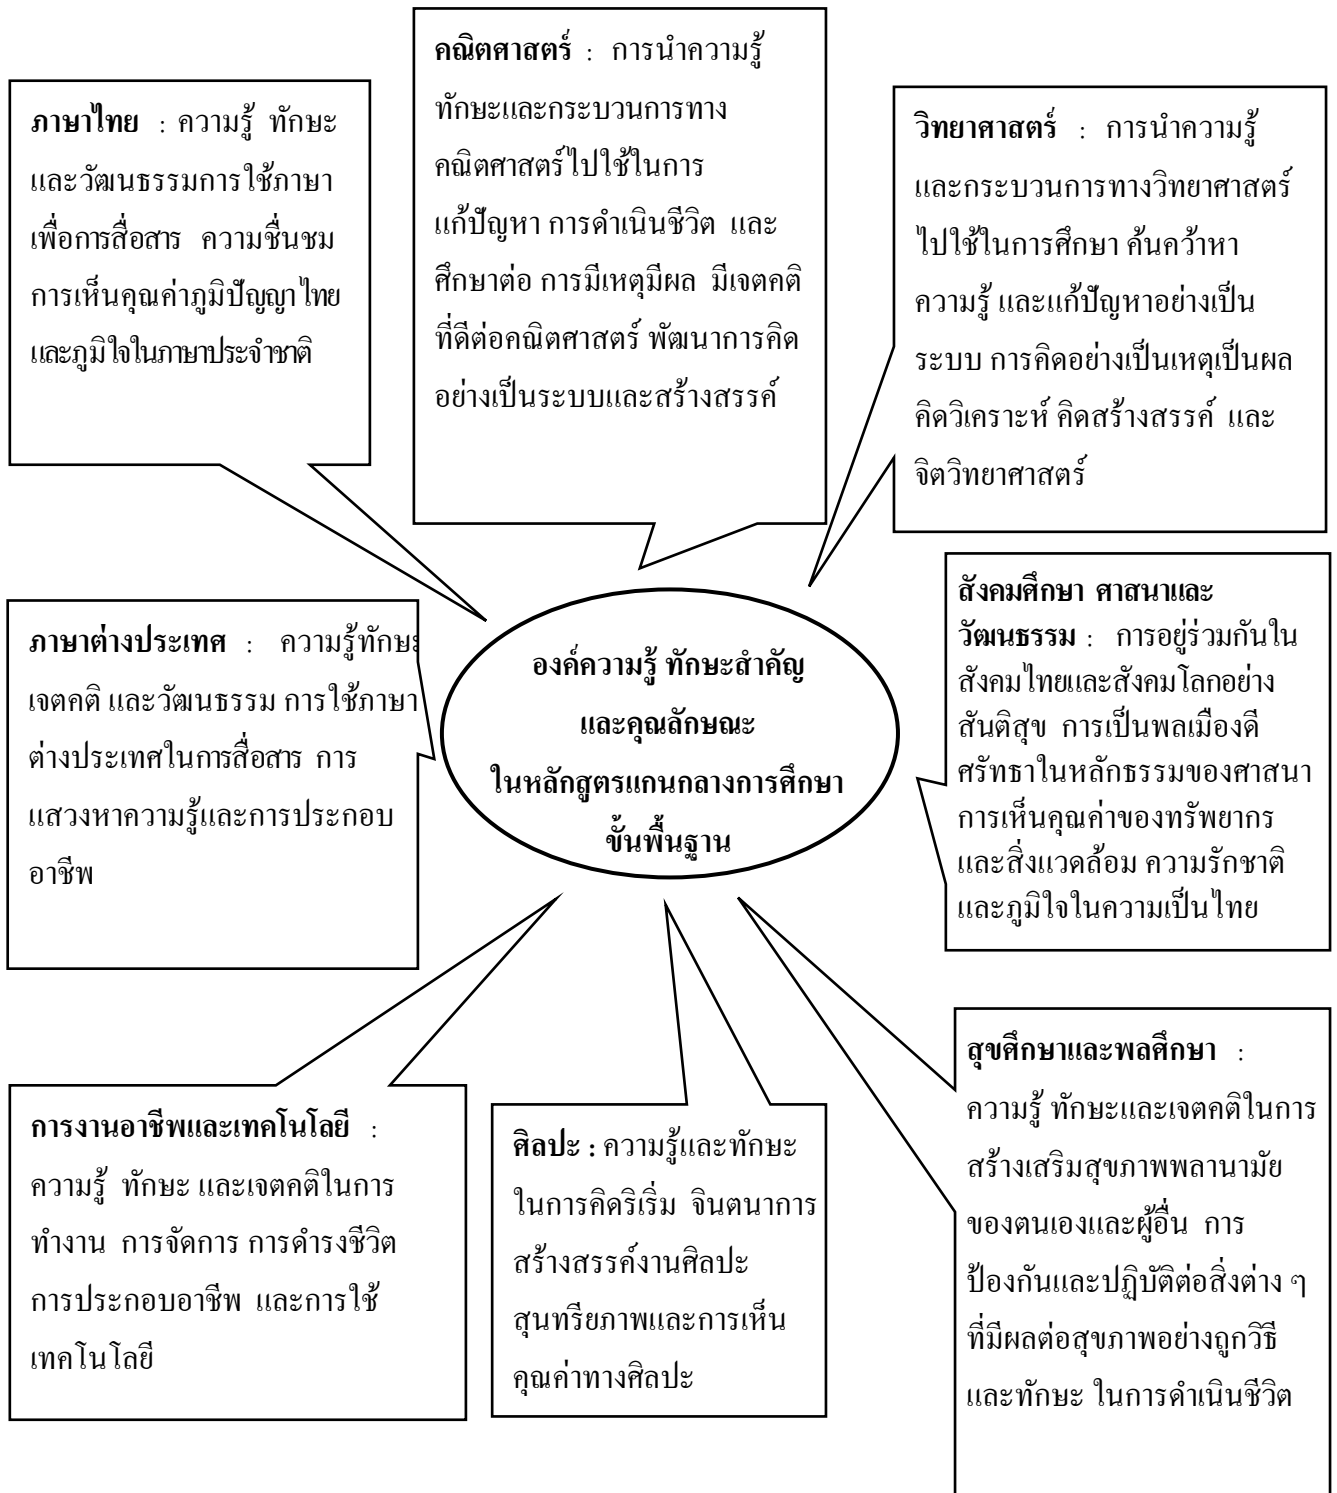 คณิตศาสตร์ : การนำความรู้
ทักษะและกระบวนการทาง
คณิตศาสตร์ไปใช้ในการ
แก้ปัญหา การดำเนินชีวิต และ
ศึกษาต่อ การมีเหตุมีผล มีเจตคติ
ที่ดีต่อคณิตศาสตร์ พัฒนาการคิด
อย่างเป็นระบบและสร้างสรรค์
ภาษาไทย : ความรู้ ทักษะ
และวัฒนธรรมการใช้ภาษา
เพื่อการสื่อสาร ความชื่นชม
การเห็นคุณค่าภูมิปัญญาไทย
และภูมิใจในภาษาประจำชาติ
วิทยาศาสตร์ : การนำความรู้
และกระบวนการทางวิทยาศาสตร์
ไปใช้ในการศึกษา ค้นคว้าหา
ความรู้ และแก้ปัญหาอย่างเป็น
ระบบ การคิดอย่างเป็นเหตุเป็นผล
คิดวิเคราะห์ คิดสร้างสรรค์ และ
จิตวิทยาศาสตร์
ภาษาต่างประเทศ : ความรู้ทักษะ
เจตคติ และวัฒนธรรม การใช้ภาษา
ต่างประเทศในการสื่อสาร การ
แสวงหาความรู้และการประกอบ
อาชีพ
องค์ความรู้ ทักษะสำคัญ
และคุณลักษณะ
ในหลักสูตรแกนกลางการศึกษา
ขั้นพื้นฐาน
สังคมศึกษา ศาสนาและ
วัฒนธรรม : การอยู่ร่วมกันใน
สังคมไทยและสังคมโลกอย่าง
สันติสุข การเป็นพลเมืองดี
ศรัทธาในหลักธรรมของศาสนา
การเห็นคุณค่าของทรัพยากร
และสิ่งแวดล้อม ความรักชาติ
และภูมิใจในความเป็นไทย
การงานอาชีพและเทคโนโลยี :
ความรู้ ทักษะ และเจตคติในการ
ทำงาน การจัดการ การดำรงชีวิต
การประกอบอาชีพ และการใช้
เทคโนโลยี
ศิลปะ : ความรู้และทักษะ
ในการคิดริเริ่ม จินตนาการ
สร้างสรรค์งานศิลปะ
สุนทรียภาพและการเห็น
คุณค่าทางศิลปะ
สุขศึกษาและพลศึกษา :
ความรู้ ทักษะและเจตคติในการ
สร้างเสริมสุขภาพพลานามัย
ของตนเองและผู้อื่น การ
ป้องกันและปฏิบัติต่อสิ่งต่าง ๆ
ที่มีผลต่อสุขภาพอย่างถูกวิธี
และทักษะ ในการดำเนินชีวิต